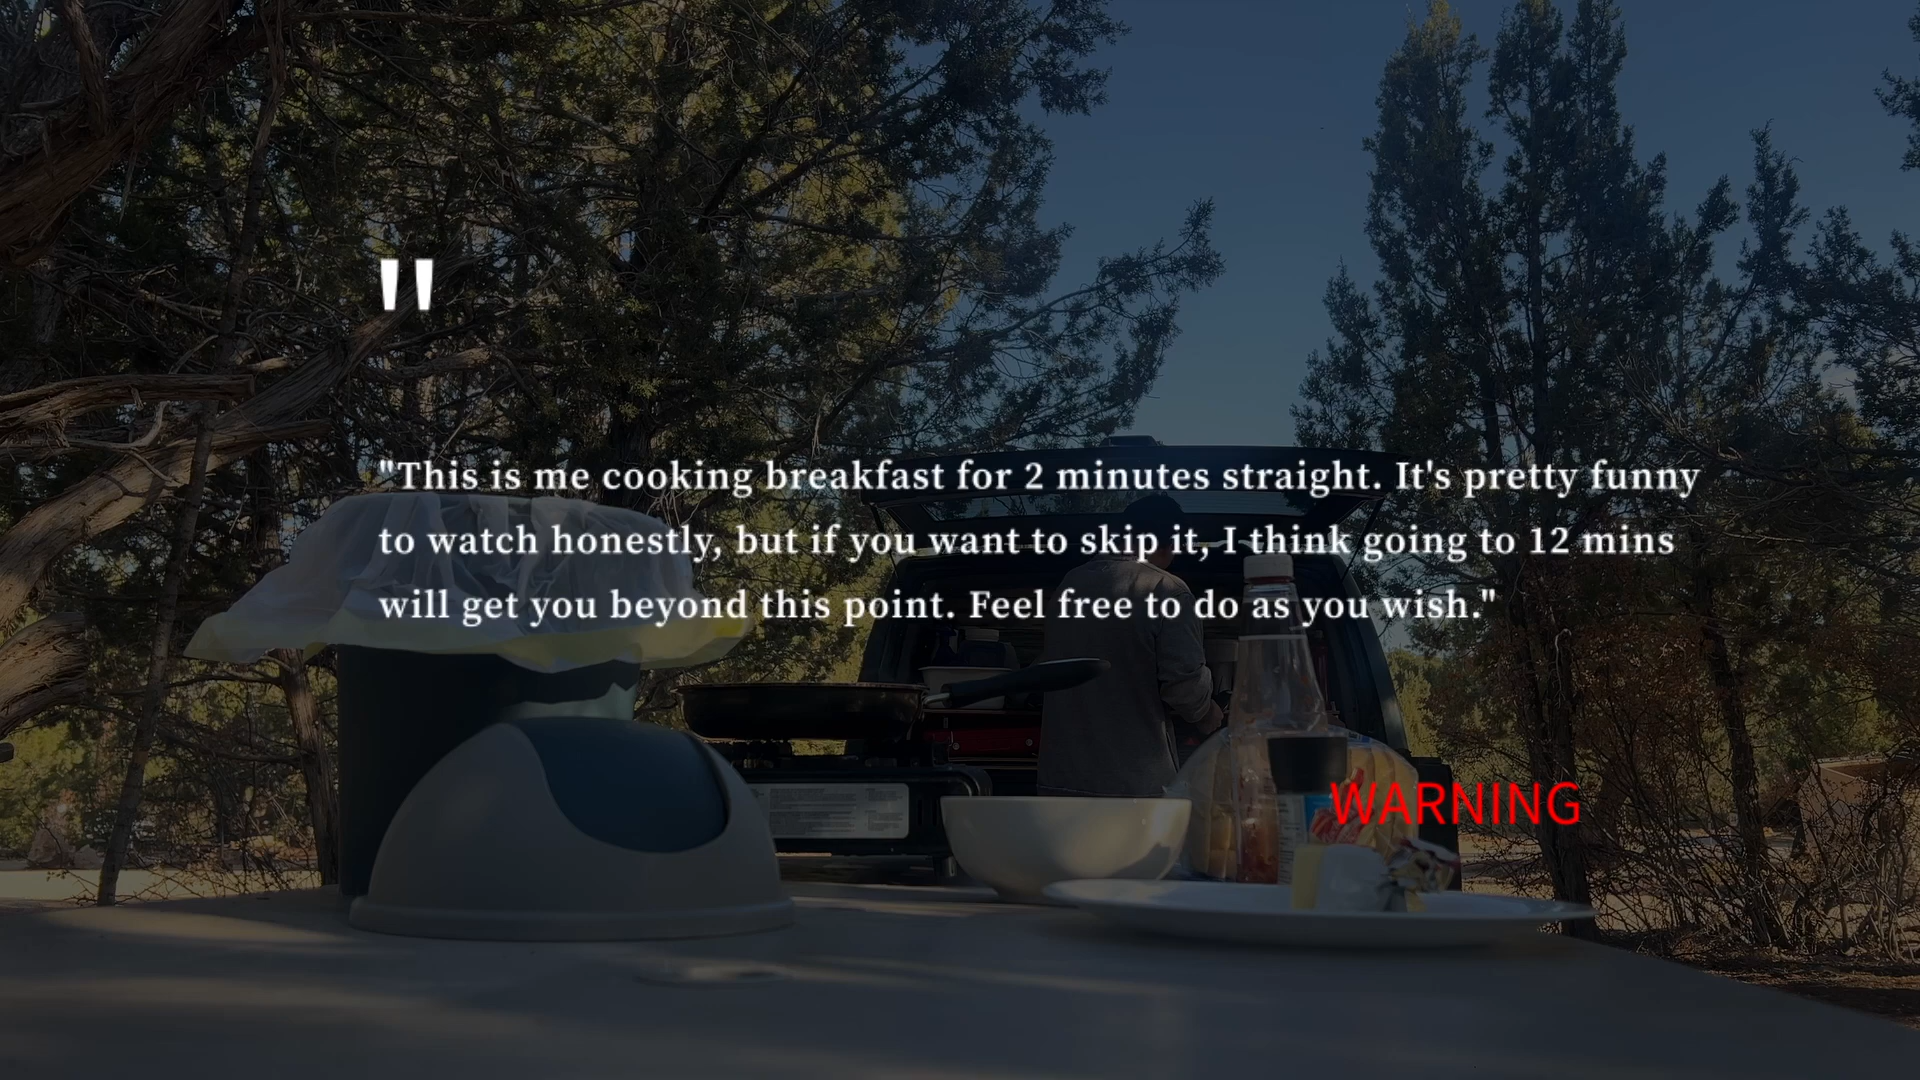 "
"This is me cooking breakfast for 2 minutes straight. It's pretty funny
to watch honestly, but if you want to skip it, I think going to 12 mins
will get you beyond this point. Feel free to do as you wish."
WARNING